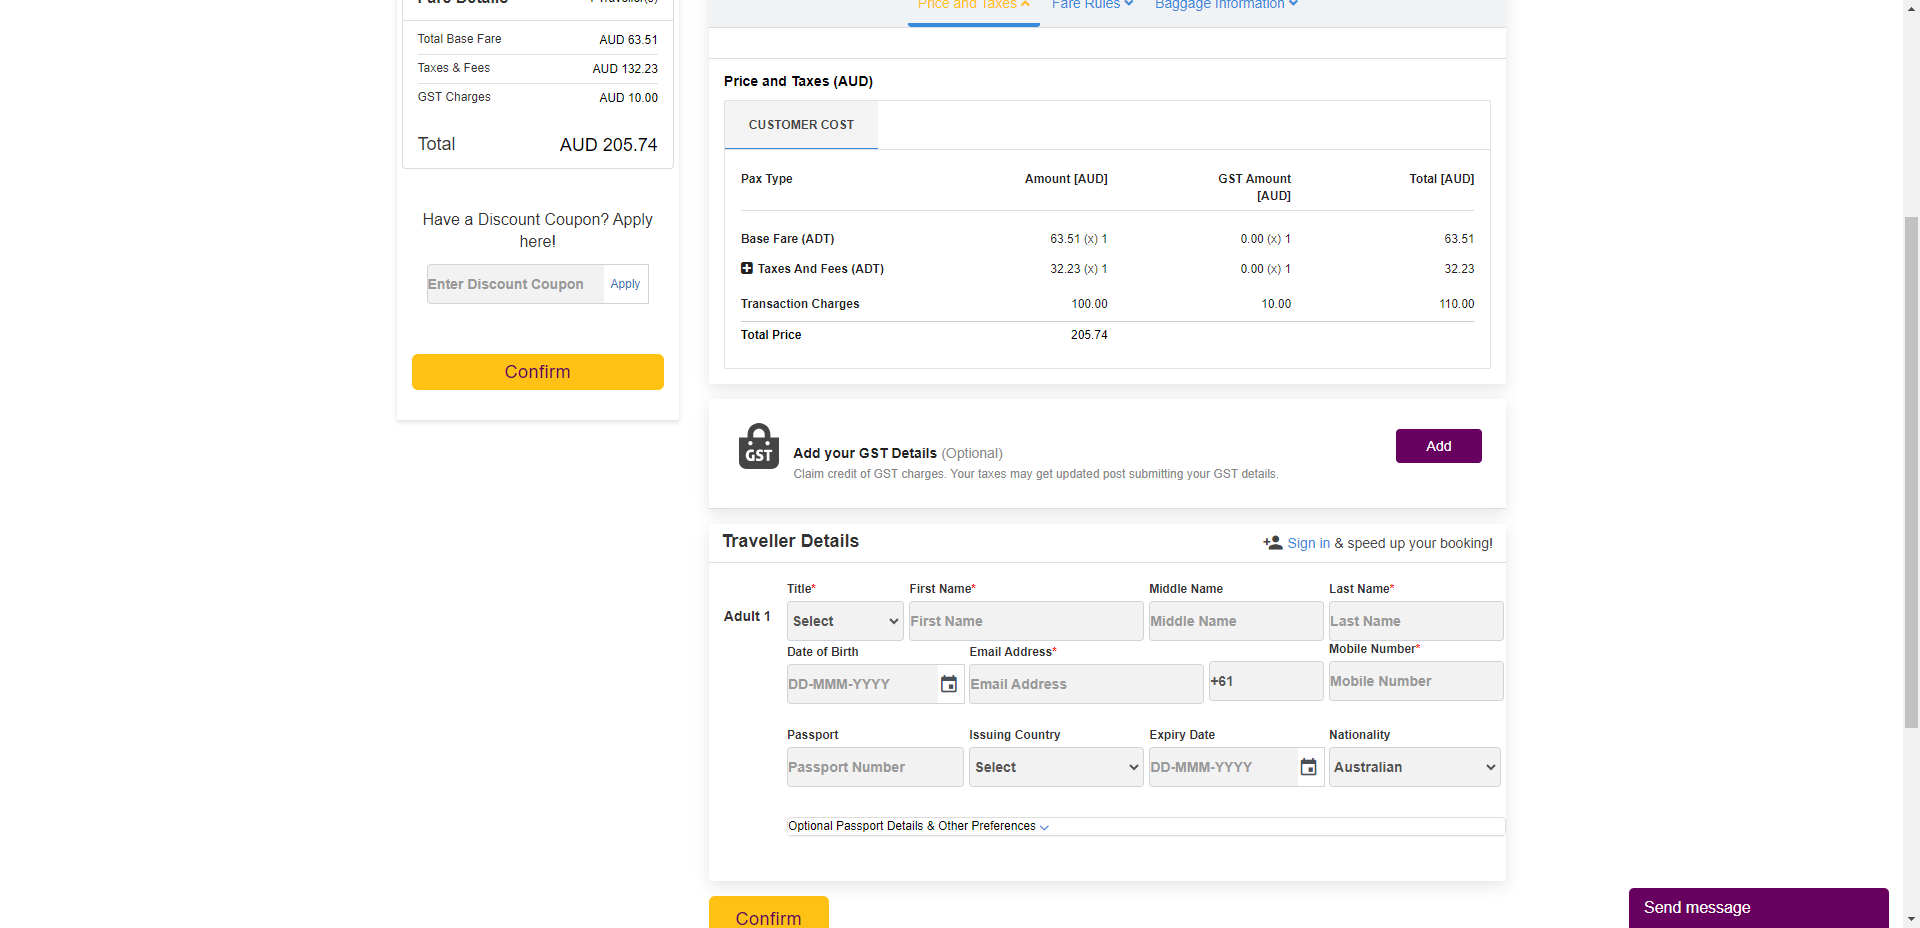 Fare Details 1 Traveller(s)
Total Base Fare AUD 63.51
Taxes & Fees AUD 132.23
GST Charges AUD 10.00
Total AUD 205.74
Have a Discount Coupon? Apply
here!
Enter Discount Coupon Apply
Confirm
Price and Taxes Fare Rules Baggage Information
Price and Taxes (AUD)
CUSTOMER COST
Pax Type Amount [AUD] GST Amount [AUD] Total [AUD]
Base Fare (ADT) 63.51 (x) 1 0.00 (x) 1 63.51
Taxes And Fees (ADT) 32.23 (x) 1 0.00 (x) 1 32.23
Transaction Charges 100.00 10.00 110.00
Total Price 205.74
GST
Add your GST Details (Optional)
Claim credit of GST charges. Your taxes may get updated post submitting your GST details.
Add
Traveller Details Sign in & speed up your booking!
Title* First Name* Middle Name Last Name*
Adult 1 Select First Name Middle Name Last Name
Date of Birth Email Address* Mobile Number*
DD-MMM-YYYY Email Address +61 Mobile Number
Passport Issuing Country Expiry Date Nationality
Passport Number Select DD-MMM-YYYY Australian
Optional Passport Details & Other Preferences
Confirm
Send message